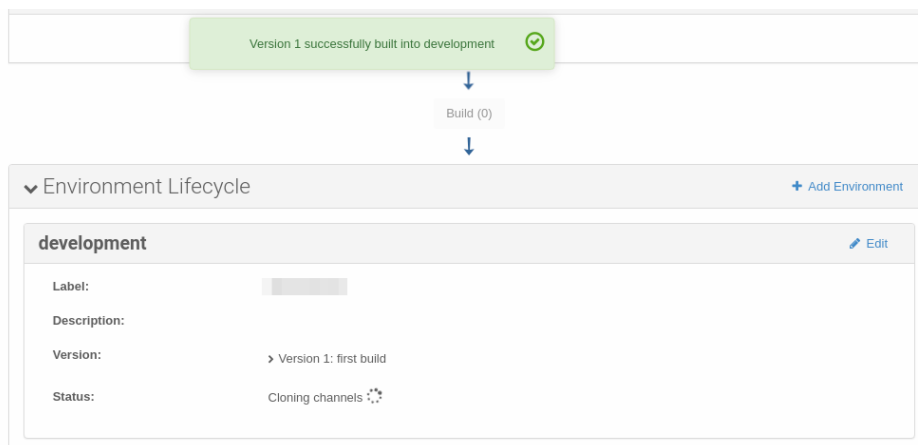 Version 1 successfully built into development
Build (0)
Environment Lifecycle
Add Environment
development
Edit
Label:
Description:
Version:
Version 1: first build
Status:
Cloning channels